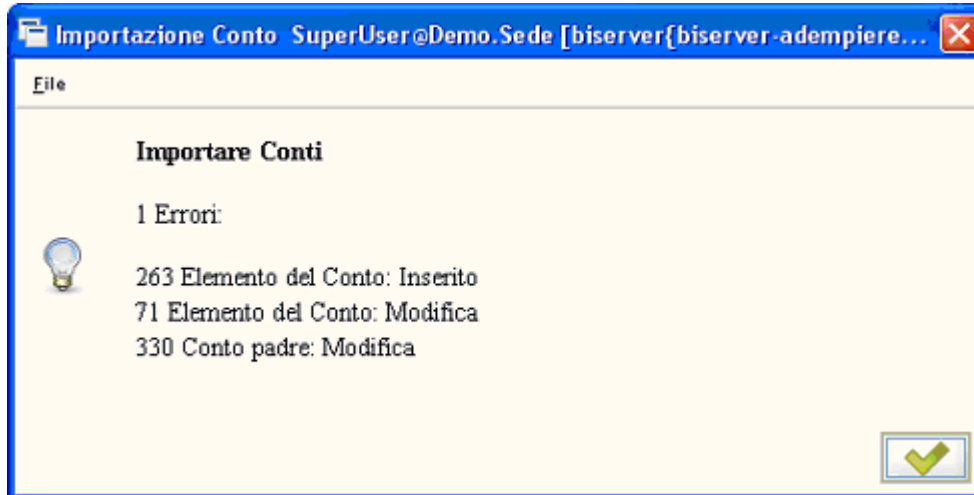 Importazione Conto SuperUser@Demo.Sede [biserver{biserver-adempiere...
File
Importare Conti
1 Errori:
263 Elemento del Conto: Inserito
71 Elemento del Conto: Modifica
330 Conto padre: Modifica